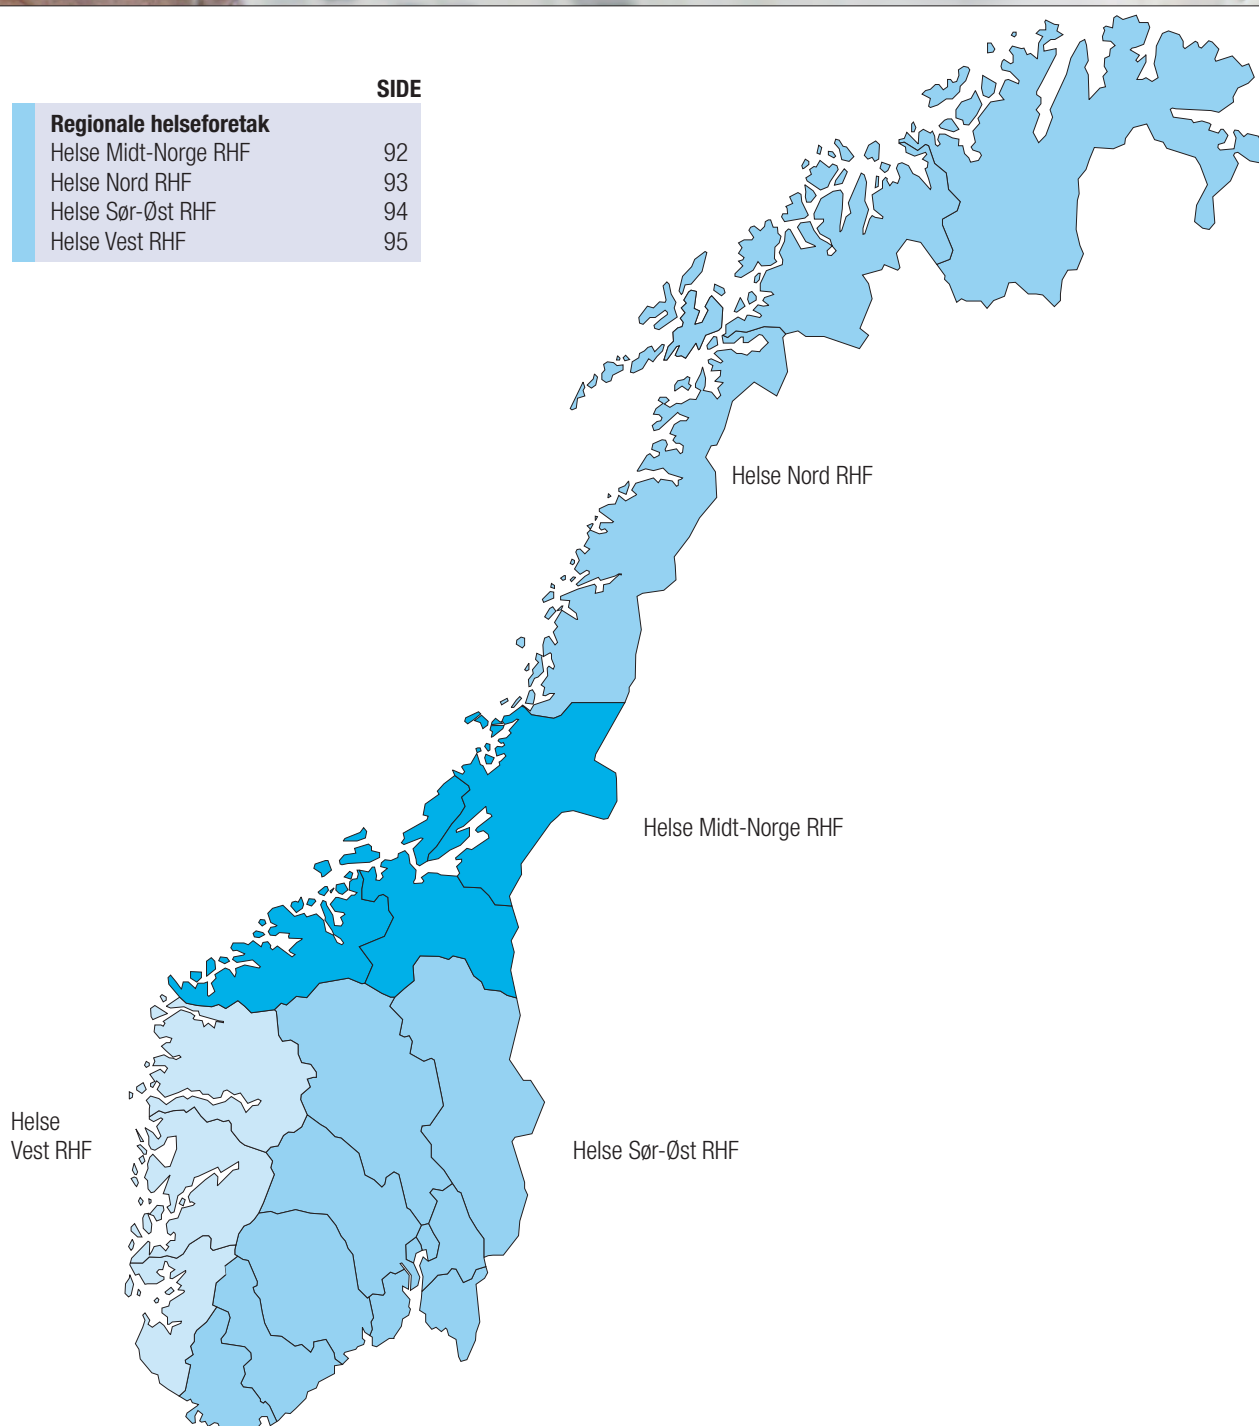 SIDE
Regionale helseforetak
Helse Midt-Norge RHF 92
Helse Nord RHF 93
Helse Sør-Øst RHF 94
Helse Vest RHF 95
Helse Nord RHF
Helse Midt-Norge RHF
Helse
Vest RHF
Helse Sør-Øst RHF